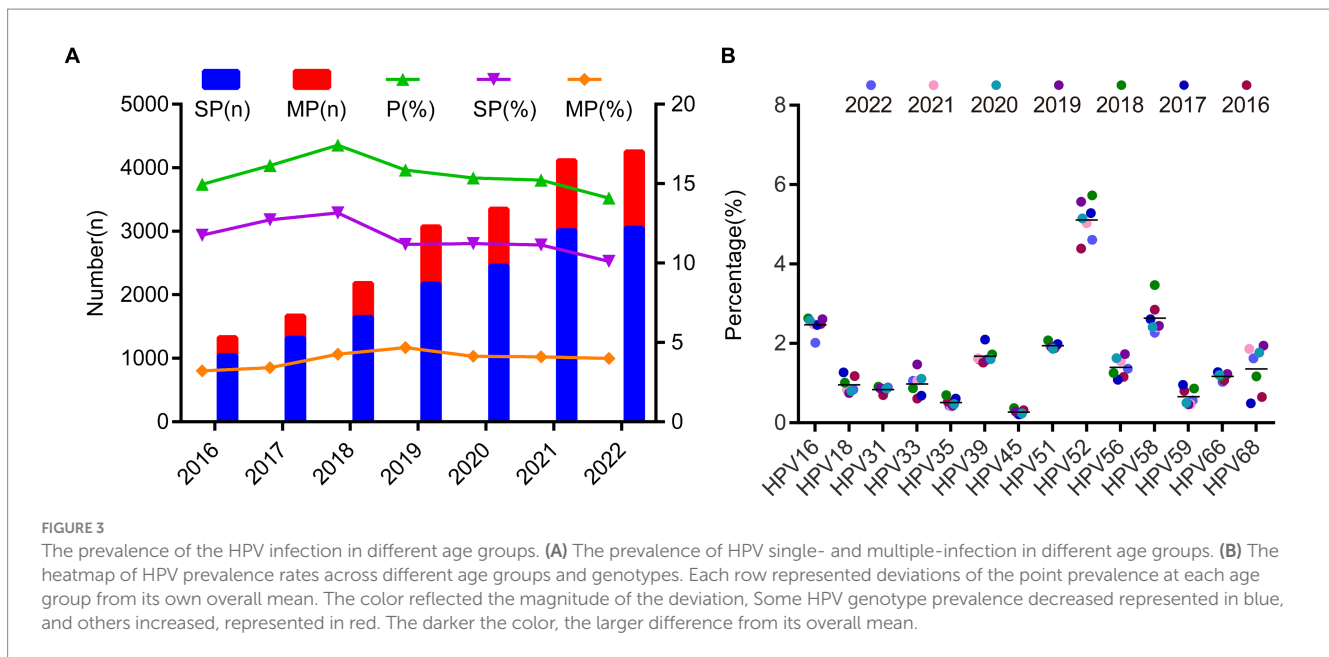 A
B
SP(n) MP(n) P(%) SP(%) MP(%)
2022 2021 2020 2019 2018 2017 2016
Number(n)
5000
4000
3000
2000
1000
0
20
15
10
5
0
2016 2017 2018 2019 2020 2021 2022
Percentage(%)
8
6
4
2
0
HPV16 HPV18 HPV31 HPV33 HPV35 HPV39 HPV45 HPV51 HPV52 HPV56 HPV58 HPV59 HPV66 HPV68
FIGURE 3
The prevalence of the HPV infection in different age groups. (A) The prevalence of HPV single- and multiple-infection in different age groups. (B) The
heatmap of HPV prevalence rates across different age groups and genotypes. Each row represented deviations of the point prevalence at each age
group from its own overall mean. The color reflected the magnitude of the deviation, Some HPV genotype prevalence decreased represented in blue,
and others increased, represented in red. The darker the color, the larger difference from its overall mean.